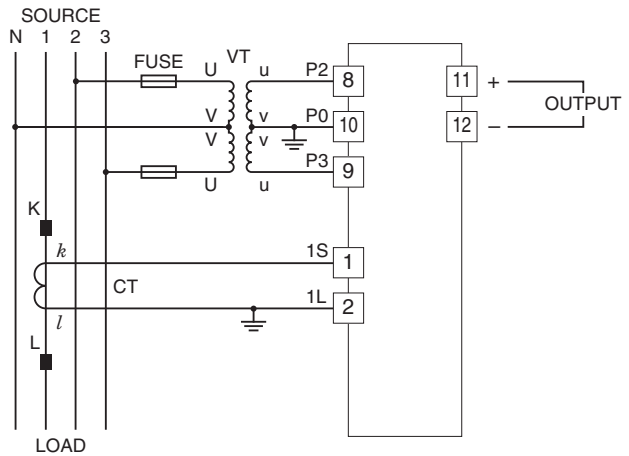 SOURCE
N 1 2 3
FUSE
VT
U u P2 8 11 + 
OUTPUT
V v P0 10 12 –
V v
U u P3 9
K
k 1S 1
CT
l 1L 2
L
LOAD